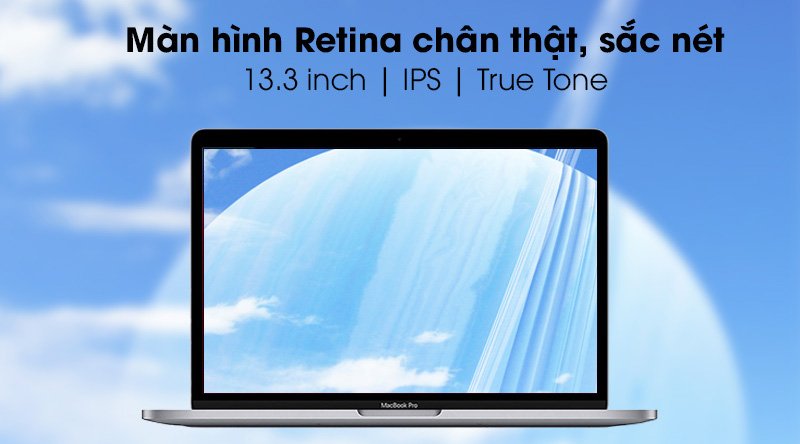 Màn hình Retina chân thật, sắc nét
13.3 inch | IPS | True Tone
MacBook Pro